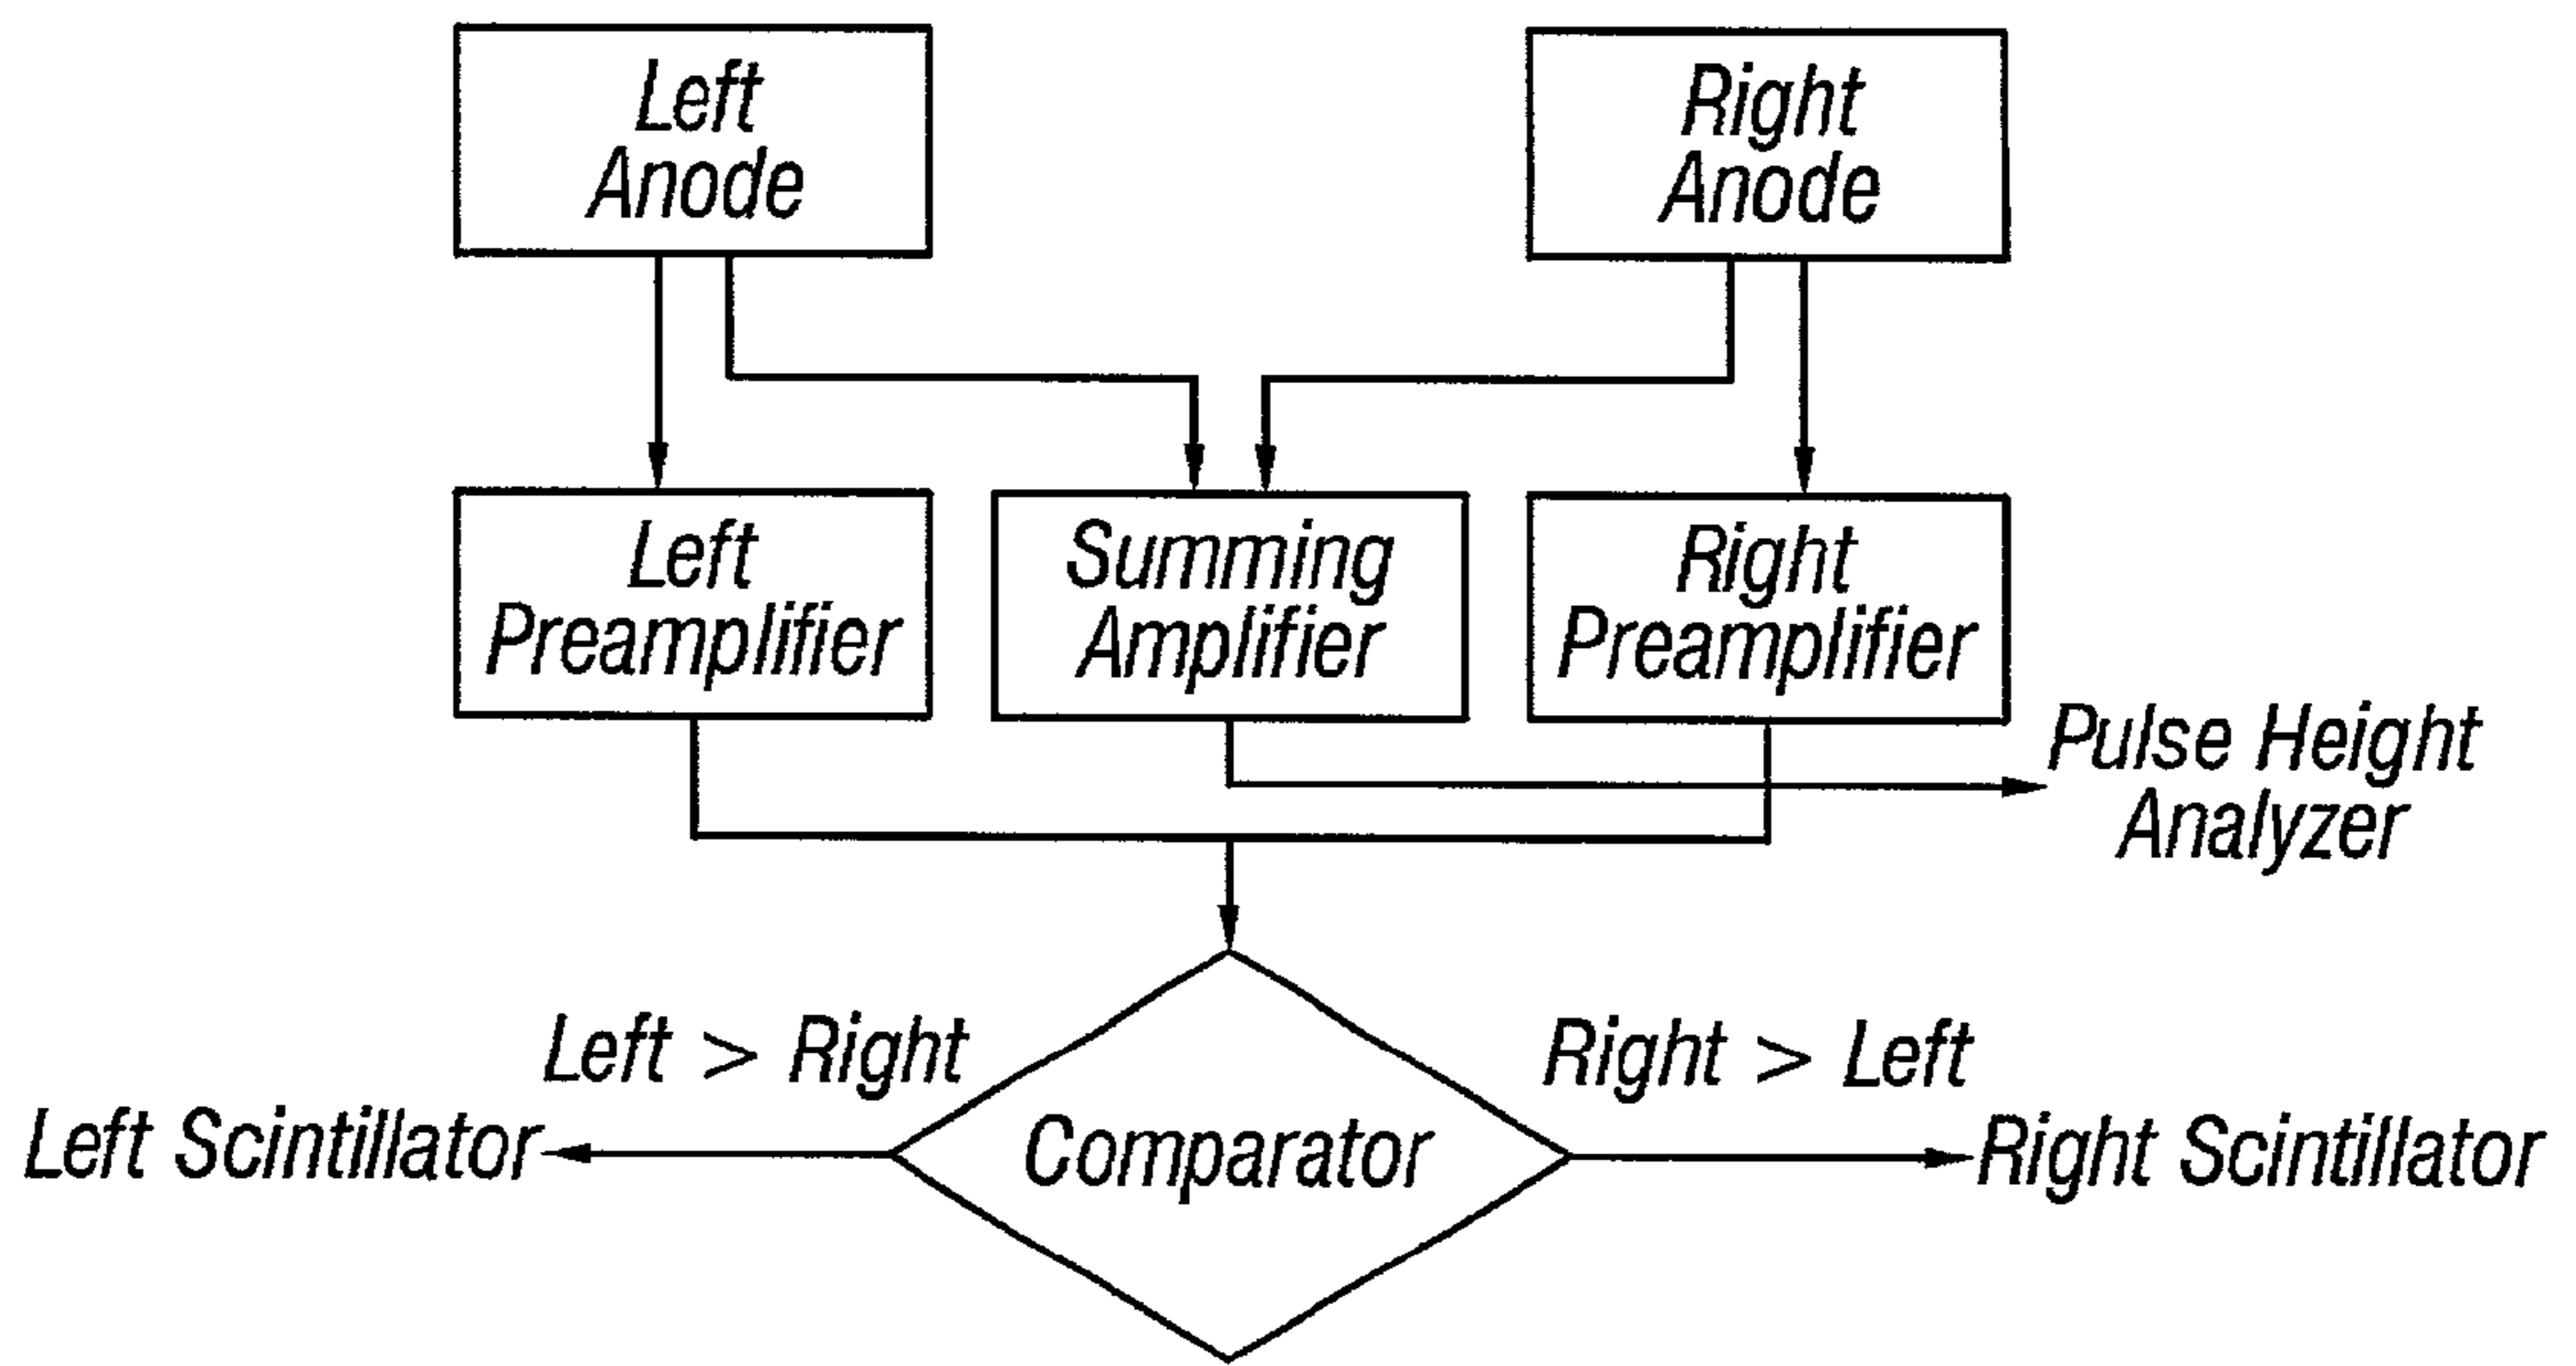 Left
Anode
Right
Anode
Left
Preamplifier
Summing
Amplifier
Right
Preamplifier
Pulse Height
Analyzer
Left > Right
Right > Left
Left Scintillator
Comparator
Right Scintillator